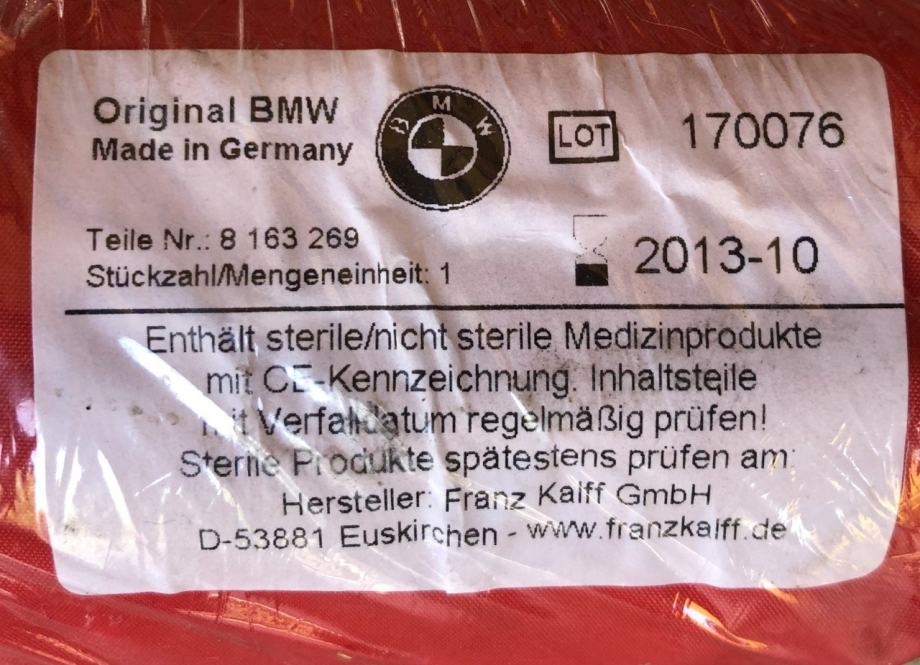 Original BMW
Made in Germany
BMW
LOT 170076
Teile Nr.: 8 163 269
Stückzahl/Mengeneinheit: 1
2013-10
Enthält sterile/nicht sterile Medizinprodukte
mit CE-Kennzeichnung. Inhaltsteile
mit Verfalldatum regelmäßig prüfen!
Sterile Produkte spätestens prüfen am:
Hersteller: Franz Kalff GmbH
D-53881 Euskirchen - www.franzkalff.de